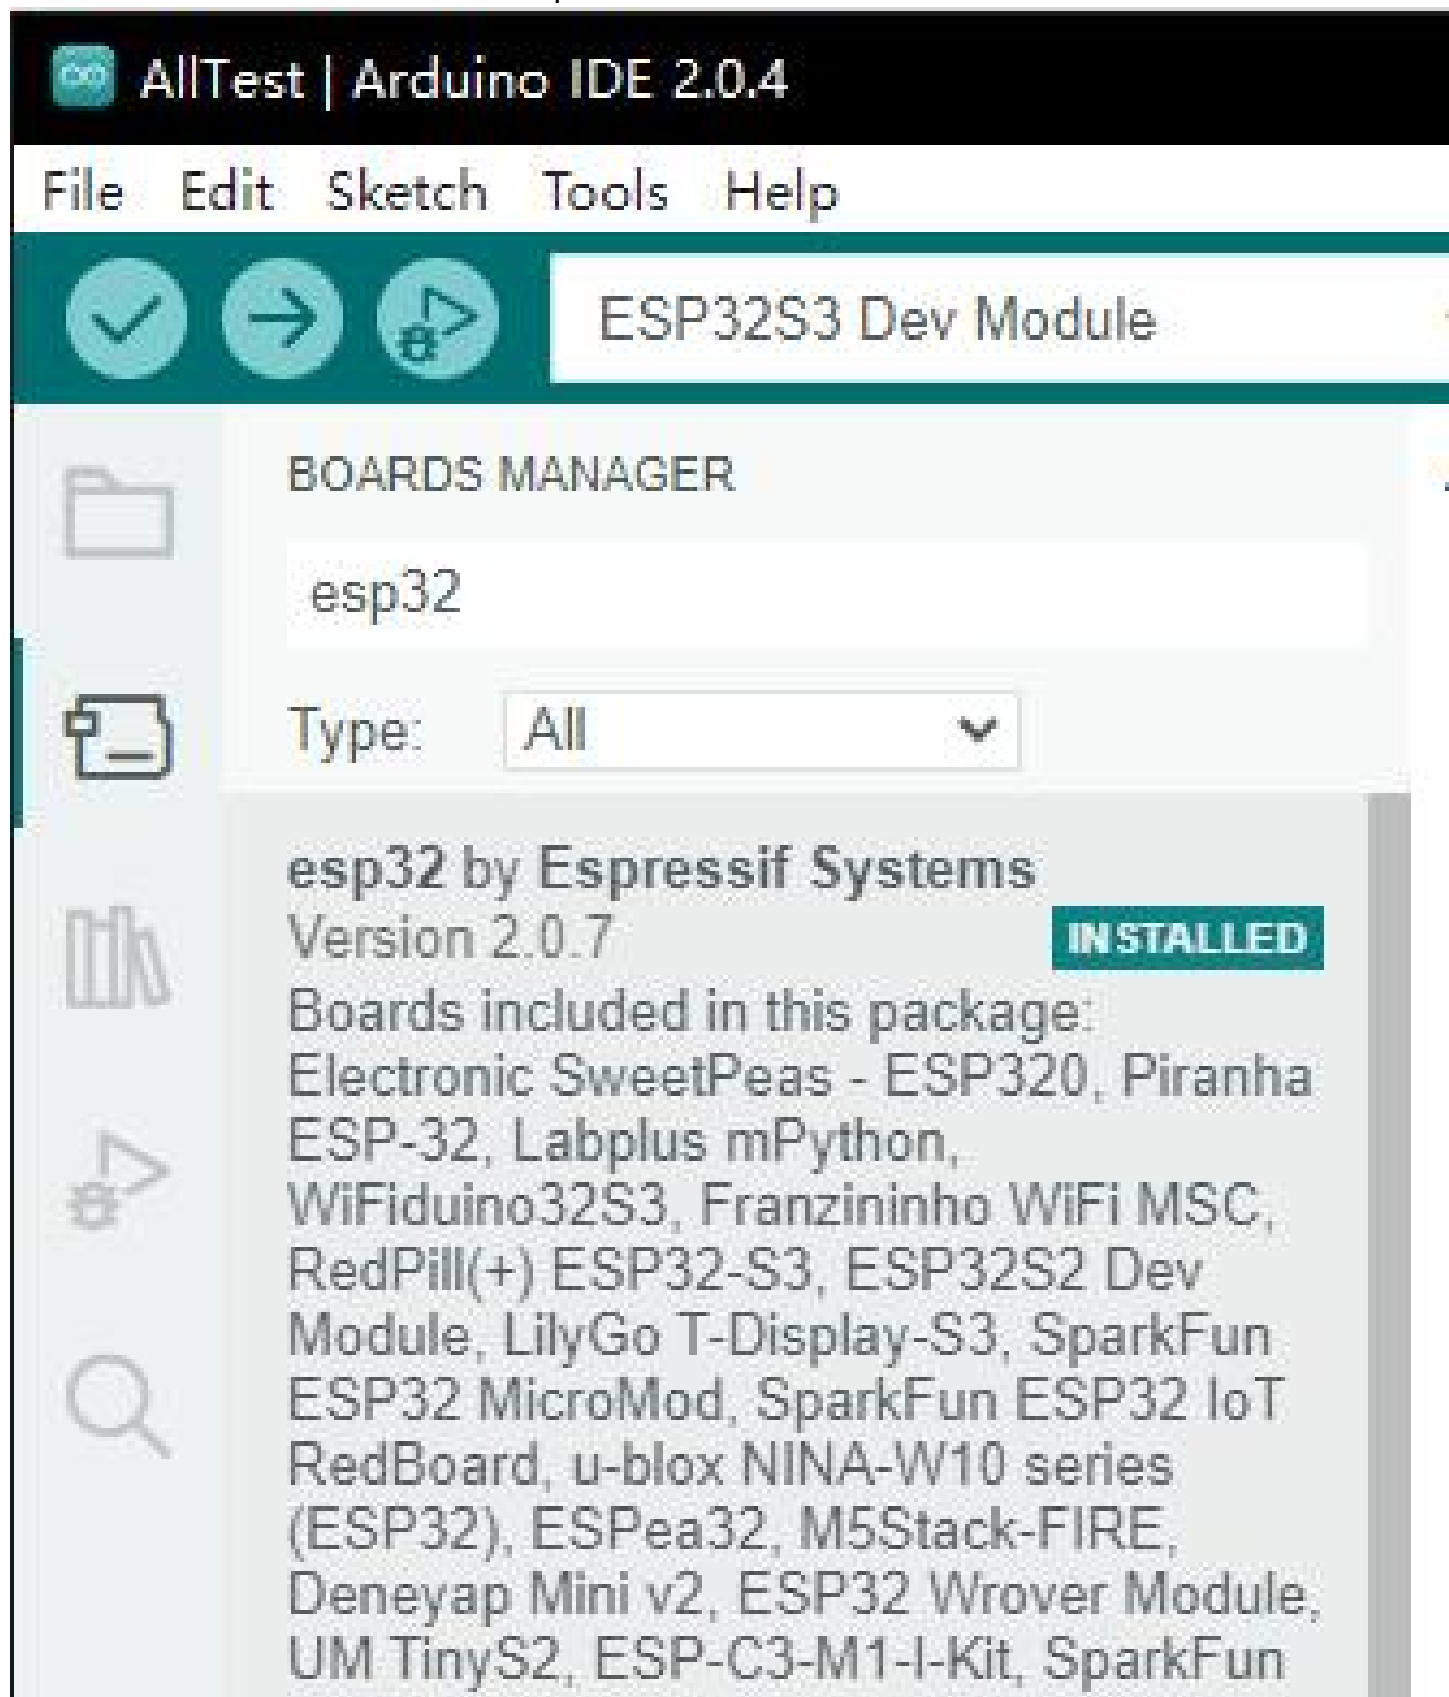 AllTest | Arduino IDE 2.0.4
File Edit Sketch Tools Help
ESP32S3 Dev Module
BOARDS MANAGER
esp32
Type: All
esp32 by Espressif Systems
Version 2.0.7 INSTALLED
Boards included in this package:
Electronic SweetPeas - ESP320, Piranha
ESP-32, Labplus mPython,
WiFiduino32S3, Franzininho WiFi MSC,
RedPill(+) ESP32-S3, ESP32S2 Dev
Module, LilyGo T-Display-S3, SparkFun
ESP32 MicroMod, SparkFun ESP32 IoT
RedBoard, u-blox NINA-W10 series
(ESP32), ESPea32, M5Stack-FIRE,
Deneyap Mini v2, ESP32 Wrover Module,
UM TinyS2, ESP-C3-M1-I-Kit, SparkFun